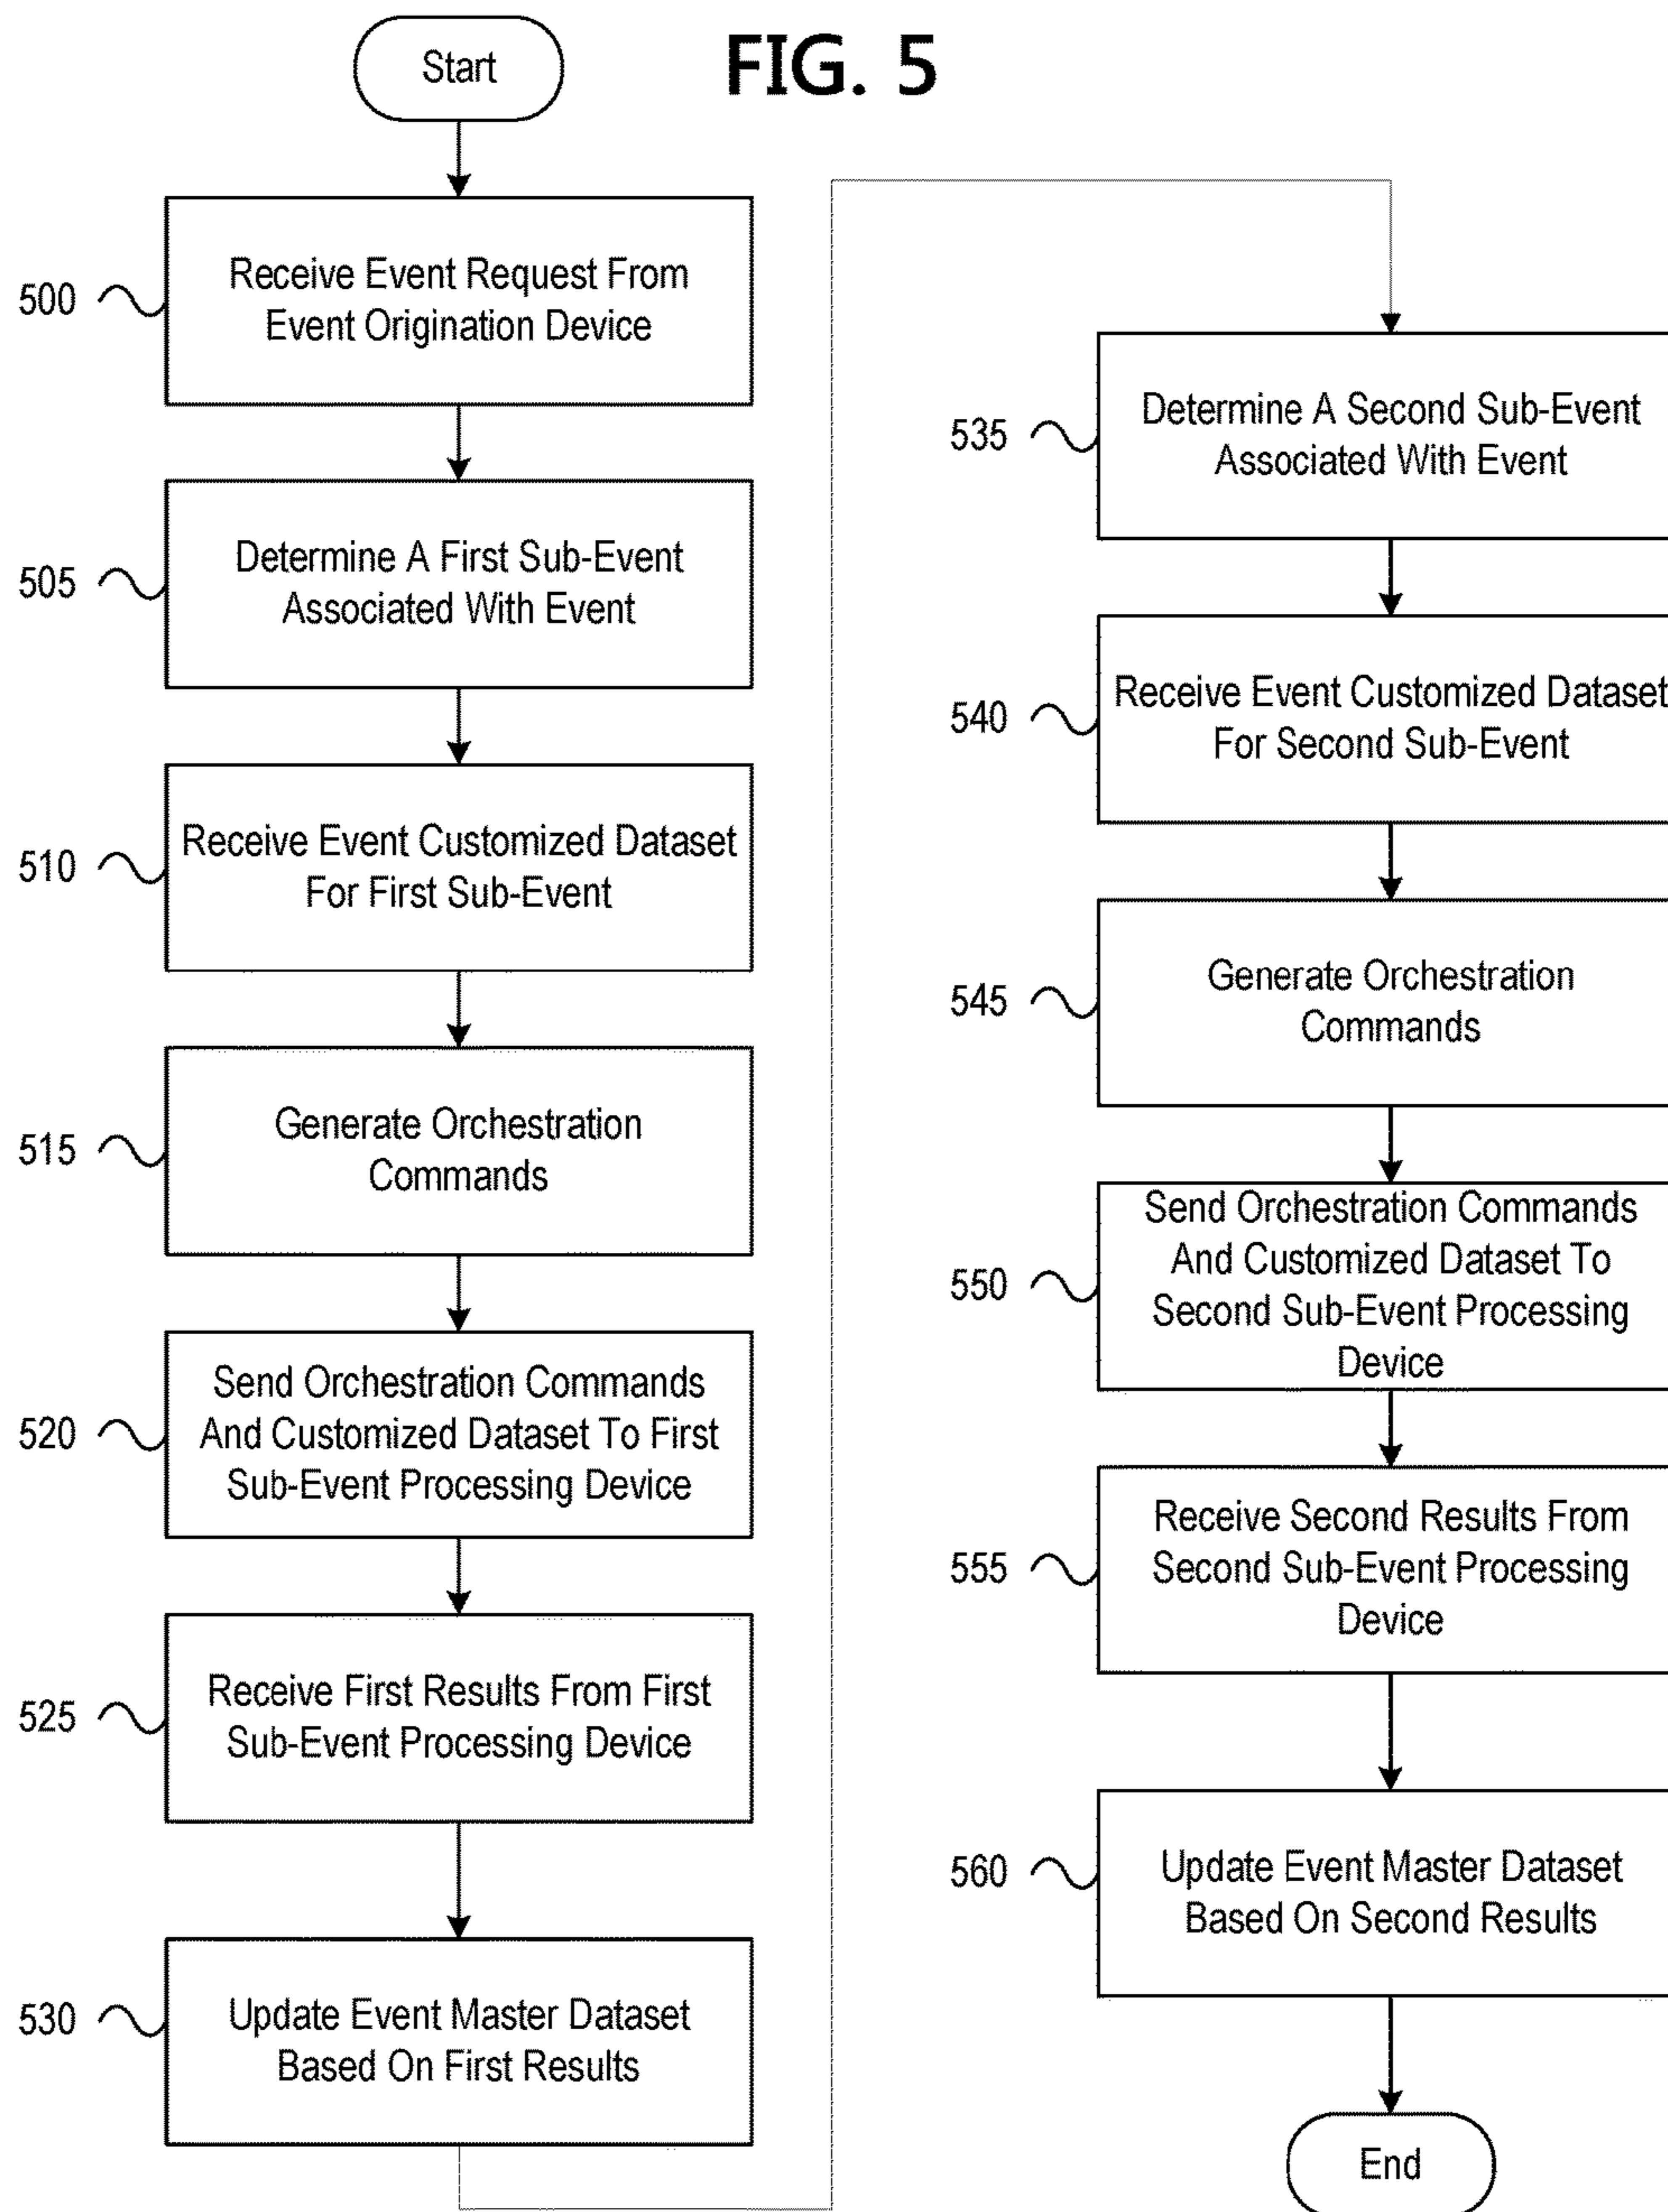 FIG. 5
Start
500
Receive Event Request From
Event Origination Device
505
Determine A First Sub-Event
Associated With Event
510
Receive Event Customized Dataset
For First Sub-Event
515
Generate Orchestration
Commands
520
Send Orchestration Commands
And Customized Dataset To First
Sub-Event Processing Device
525
Receive First Results From First
Sub-Event Processing Device
530
Update Event Master Dataset
Based On First Results
535
Determine A Second Sub-Event
Associated With Event
540
Receive Event Customized Dataset
For Second Sub-Event
545
Generate Orchestration
Commands
550
Send Orchestration Commands
And Customized Dataset To
Second Sub-Event Processing
Device
555
Receive Second Results From
Second Sub-Event Processing
Device
560
Update Event Master Dataset
Based On Second Results
End